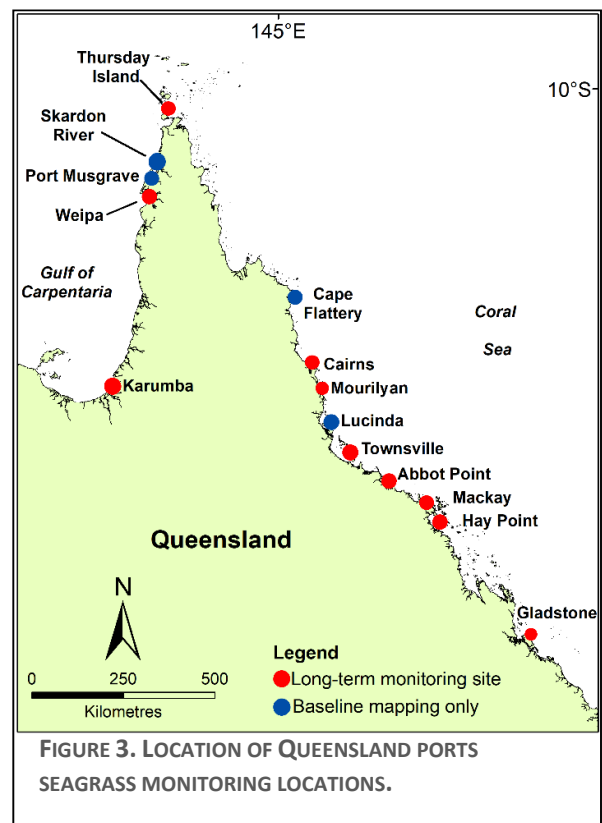 145°E
10°S
Thursday
Island
Skardon
River
Port Musgrave
Weipa
Gulf of
Carpentaria
Cape
Flattery
Coral
Sea
Cairns
Karumba
Mourilyan
Lucinda
Townsville
Abbot Point
Mackay
Hay Point
Queensland
Gladstone
N
Legend
0 250 500
Long-term monitoring site
Kilometres
Baseline mapping only
FIGURE 3. LOCATION OF QUEENSLAND PORTS
SEAGRASS MONITORING LOCATIONS.